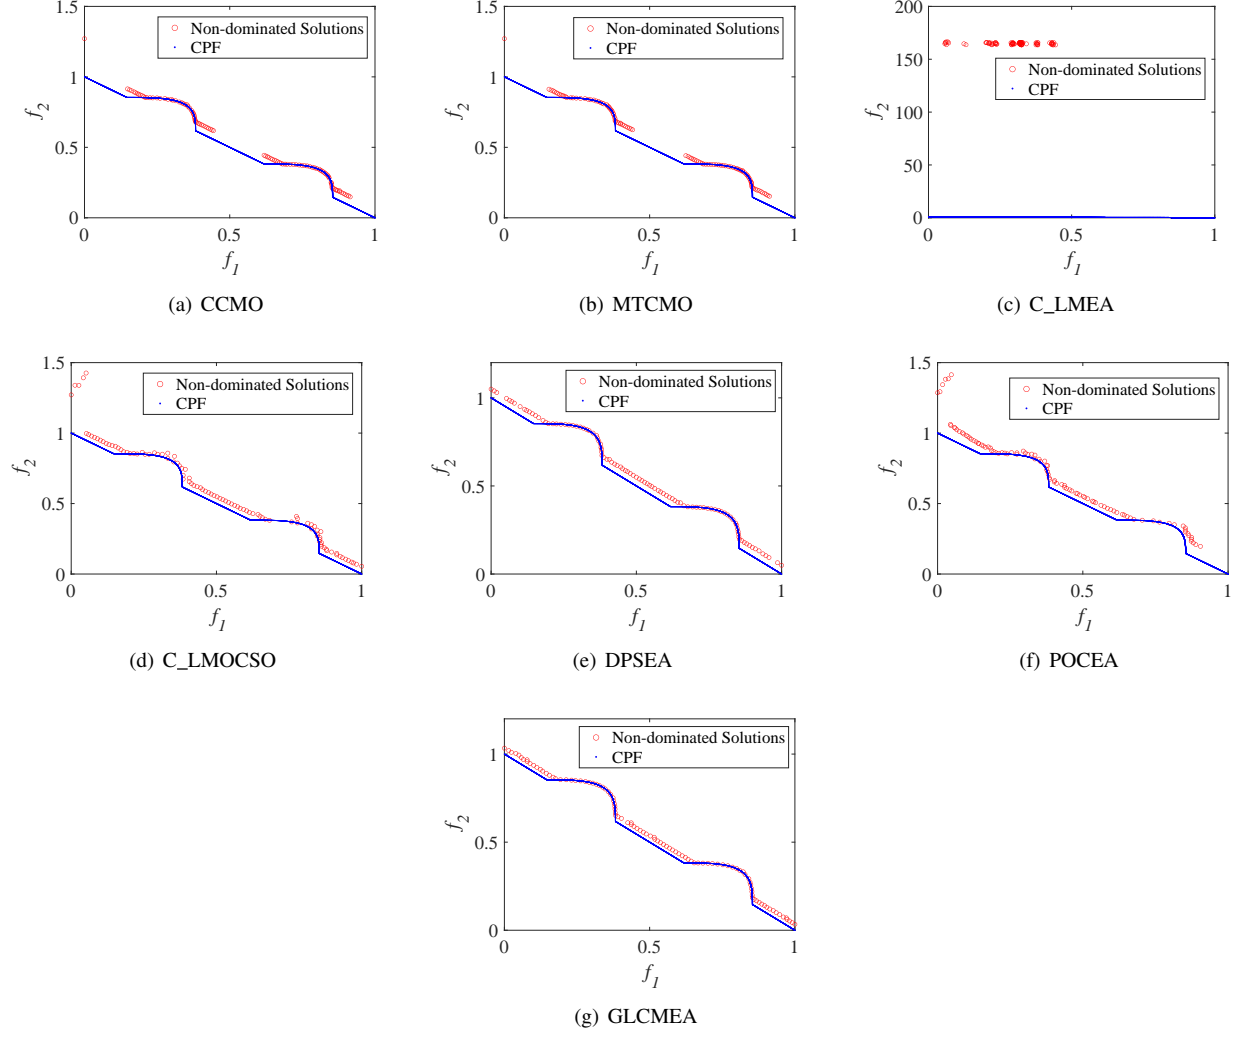 1.5
1
0.5
0
f2
Non-dominated Solutions
CPF
0 0.5 1
f1
(a) CCMO
1.5
1
0.5
0
f2
Non-dominated Solutions
CPF
0 0.5 1
f1
(b) MTCMO
200
150
100
50
0
f2
Non-dominated Solutions
CPF
0 0.5 1
f1
(c) C_LMEA
1.5
1
0.5
0
f2
Non-dominated Solutions
CPF
0 0.5 1
f1
(d) C_LMOCSO
1
0.5
0
f2
Non-dominated Solutions
CPF
0 0.5 1
f1
(e) DPSEA
1.5
1
0.5
0
f2
Non-dominated Solutions
CPF
0 0.5 1
f1
(f) POCEA
1
0.5
0
f2
Non-dominated Solutions
CPF
0 0.5 1
f1
(g) GLCMEA